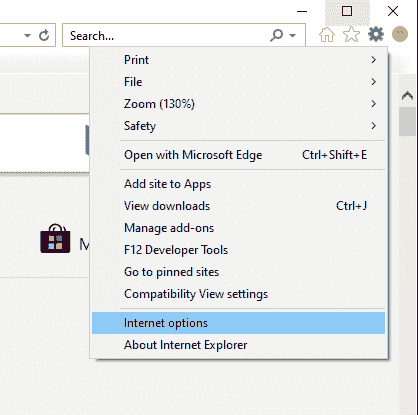 Search...
Print
File
Zoom (130%)
Safety
Open with Microsoft Edge Ctrl+Shift+E
Add site to Apps
View downloads Ctrl+J
Manage add-ons
F12 Developer Tools
Go to pinned sites
Compatibility View settings
Internet options
About Internet Explorer